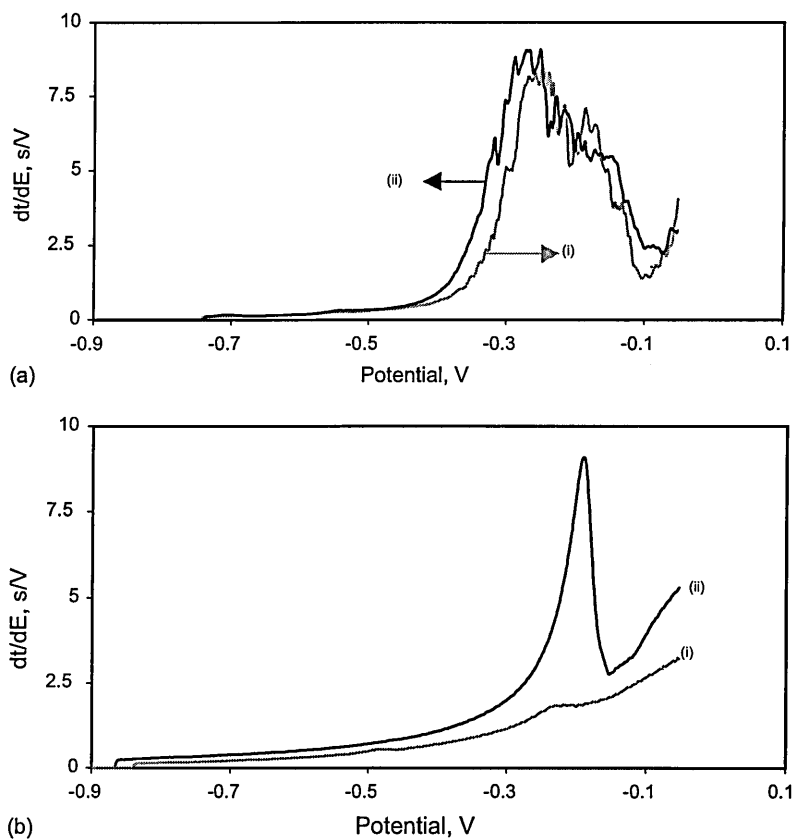 10
7.5
5
2.5
0
dt/dE, s/V
(ii)
(i)
-0.9 -0.7 -0.5 -0.3 -0.1 0.1
Potential, V
(a)
10
7.5
5
2.5
0
dt/dE, s/V
(ii)
(i)
-0.9 -0.7 -0.5 -0.3 -0.1 0.1
Potential, V
(b)